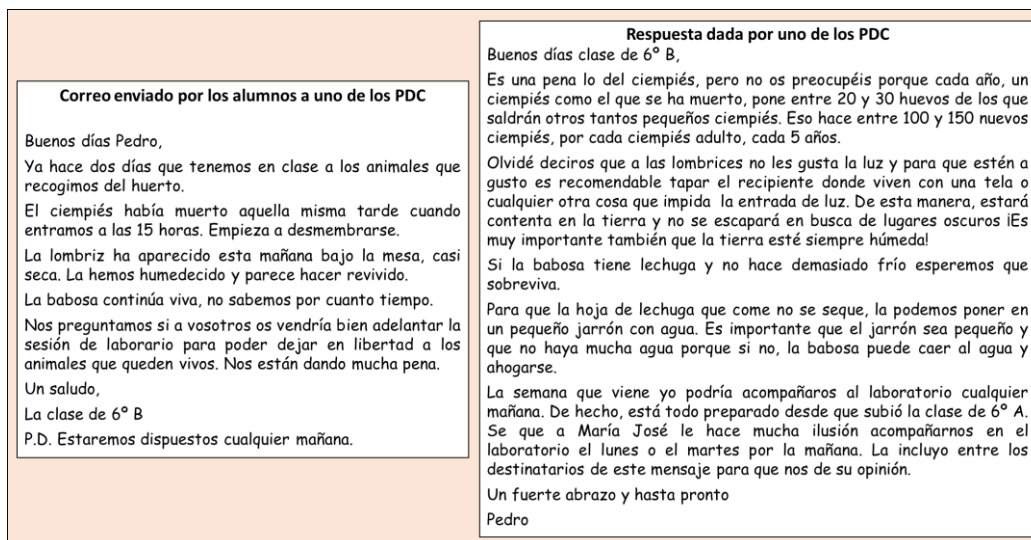 Correo enviado por los alumnos a uno de los PDC
Buenos días Pedro,
Ya hace dos días que tenemos en clase a los animales que
recogimos del huerto.
El ciempiés había muerto aquella misma tarde cuando
entramos a las 15 horas. Empieza a desmembrarse.
La lombriz ha aparecido esta mañana bajo la mesa, casi
seca. La hemos humedecido y parece hacer revivido.
La babosa continúa viva, no sabemos por cuanto tiempo.
Nos preguntamos si a vosotros os vendría bien adelantar la
sesión de laborario para poder dejar en libertad a los
animales que queden vivos. Nos están dando mucha pena.
Un saludo,
La clase de 6º B
P.D. Estaremos dispuestos cualquier mañana.
Respuesta dada por uno de los PDC
Buenos días clase de 6º B,
Es una pena lo del ciempiés, pero no os preocupéis porque cada año, un
ciempiés como el que se ha muerto, pone entre 20 y 30 huevos de los que
saldrán otros tantos pequeños ciempiés. Eso hace entre 100 y 150 nuevos
ciempiés, por cada ciempiés adulto, cada 5 años.
Olvidé deciros que a las lombrices no les gusta la luz y para que estén a
gusto es recomendable tapar el recipiente donde viven con una tela o
cualquier otra cosa que impida la entrada de luz. De esta manera, estará
contenta en la tierra y no se escapará en busca de lugares oscuros ¡Es
muy importante también que la tierra esté siempre húmeda!
Si la babosa tiene lechuga y no hace demasiado frío esperemos que
sobreviva.
Para que la hoja de lechuga que come no se seque, la podemos poner en
un pequeño jarrón con agua. Es importante que el jarrón sea pequeño y
que no haya mucha agua porque si no, la babosa puede caer al agua y
ahogarse.
La semana que viene yo podría acompañaros al laboratorio cualquier
mañana. De hecho, está todo preparado desde que subió la clase de 6º A.
Se que a María José le hace mucha ilusión acompañarnos en el
laboratorio el lunes o el martes por la mañana. La incluyo entre los
destinatarios de este mensaje para que nos de su opinión.
Un fuerte abrazo y hasta pronto
Pedro